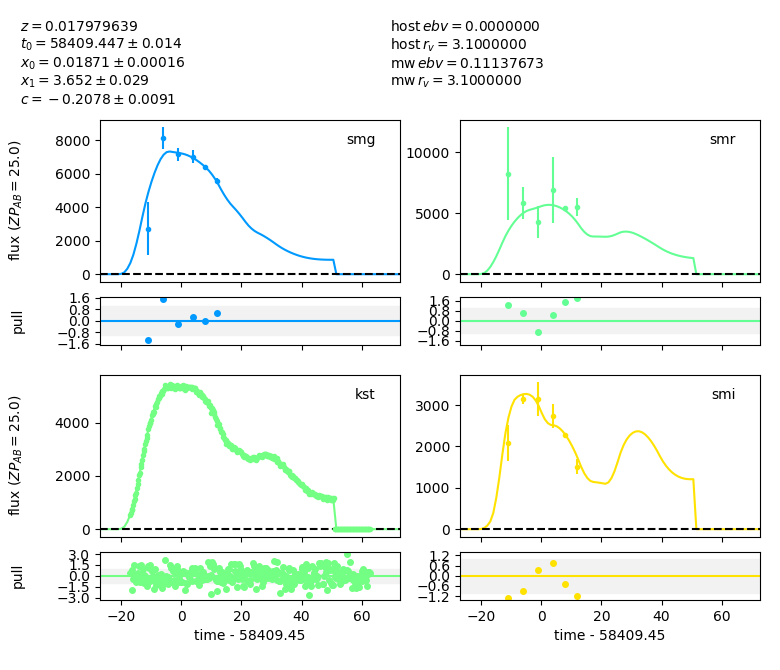 z = 0.017979639
t₀ = 58409.447 ± 0.014
x₀ = 0.01871 ± 0.00016
x₁ = 3.652 ± 0.029
c = −0.2078 ± 0.0091
host ebv = 0.0000000
host r_v = 3.1000000
mw ebv = 0.11137673
mw r_v = 3.1000000
smg
flux (ZP_AB = 25.0)
8000
6000
4000
2000
0
smr
10000
5000
0
pull
1.6
0.8
0.0
−0.8
−1.6
1.6
0.8
0.0
−0.8
−1.6
kst
flux (ZP_AB = 25.0)
4000
2000
0
smi
3000
2000
1000
0
pull
3.0
1.5
0.0
−1.5
−3.0
1.2
0.6
0.0
−0.6
−1.2
−20 0 20 40 60
time - 58409.45
−20 0 20 40 60
time - 58409.45